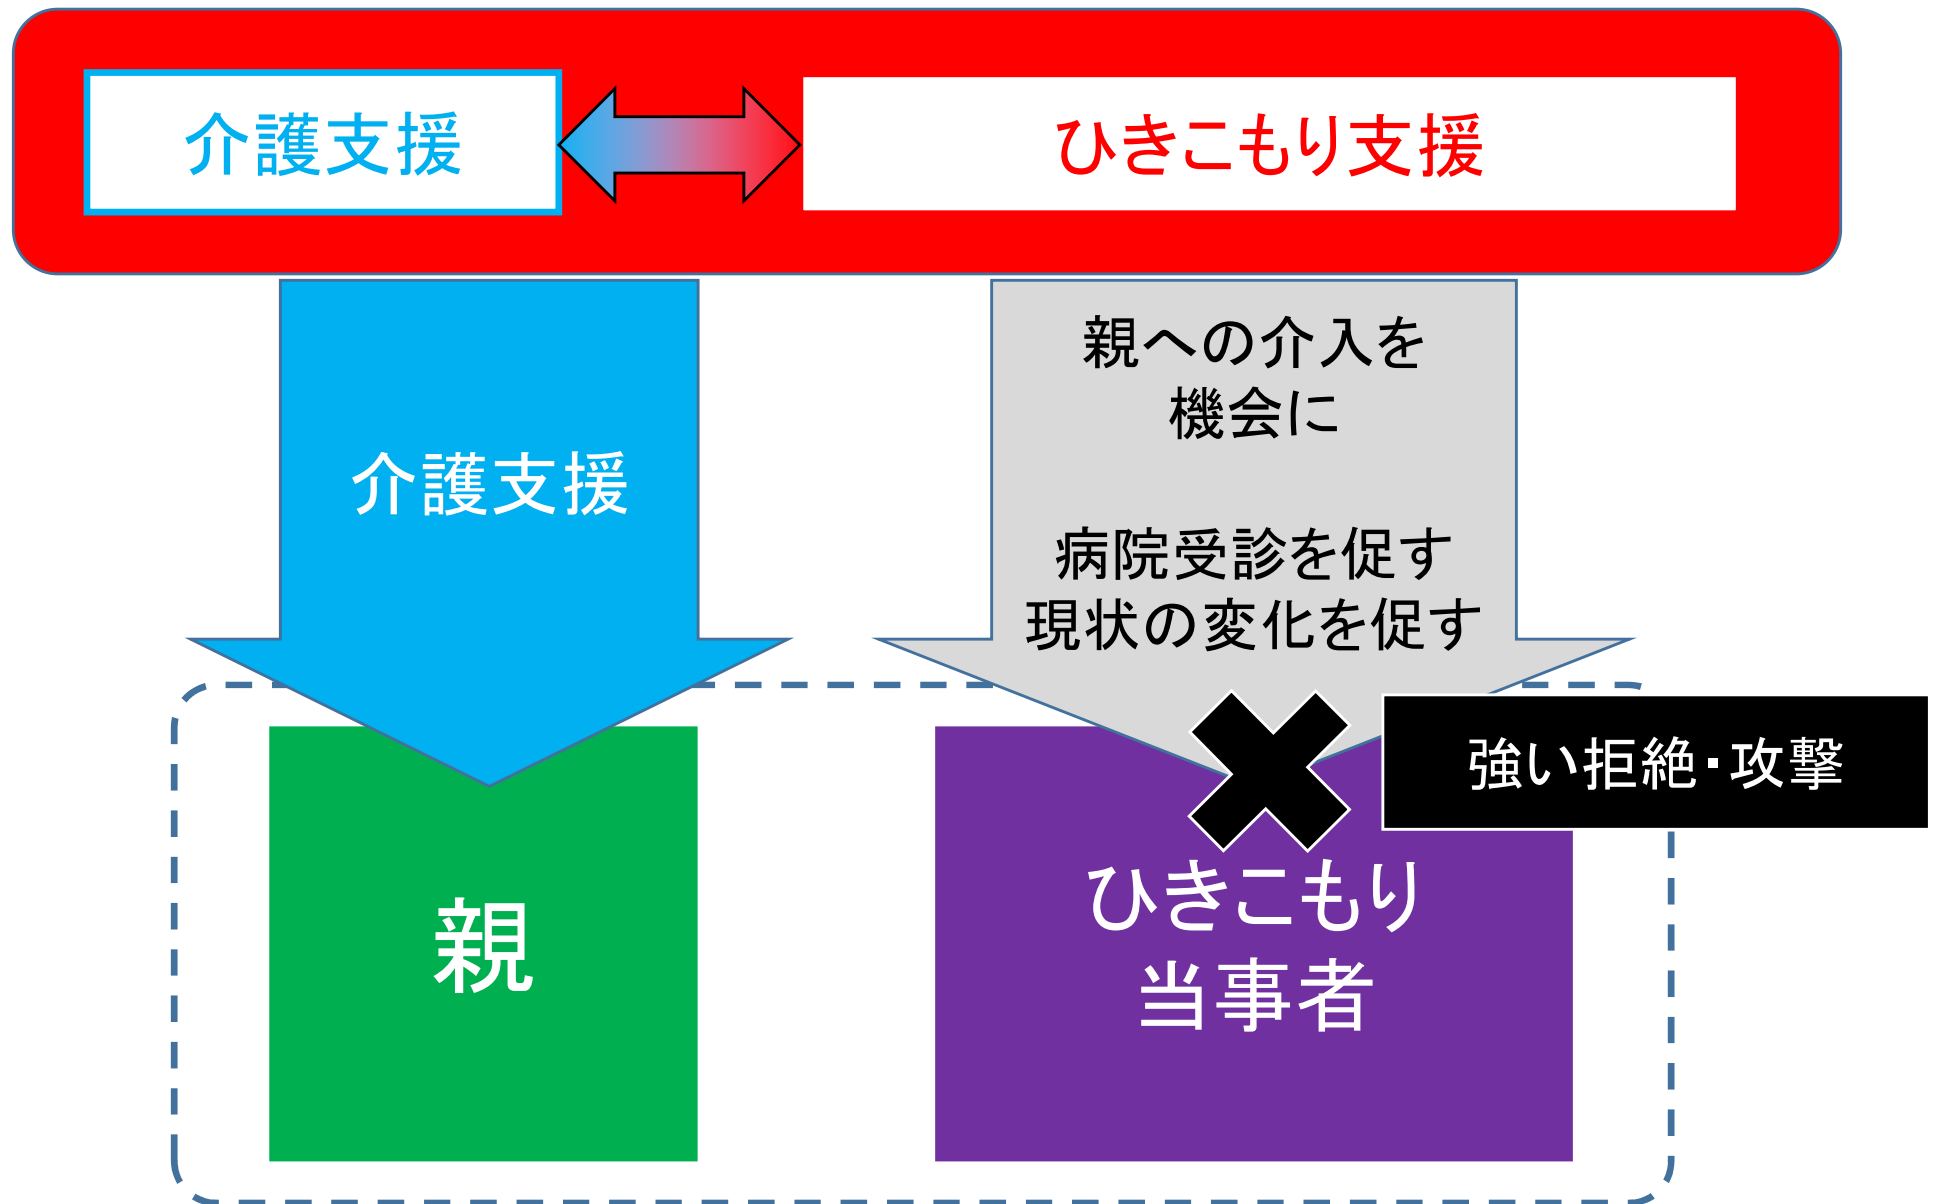 介護支援
ひきこもり支援
介護支援
親への介入を
機会に
病院受診を促す
現状の変化を促す
強い拒絶・攻撃
親
ひきこもり
当事者